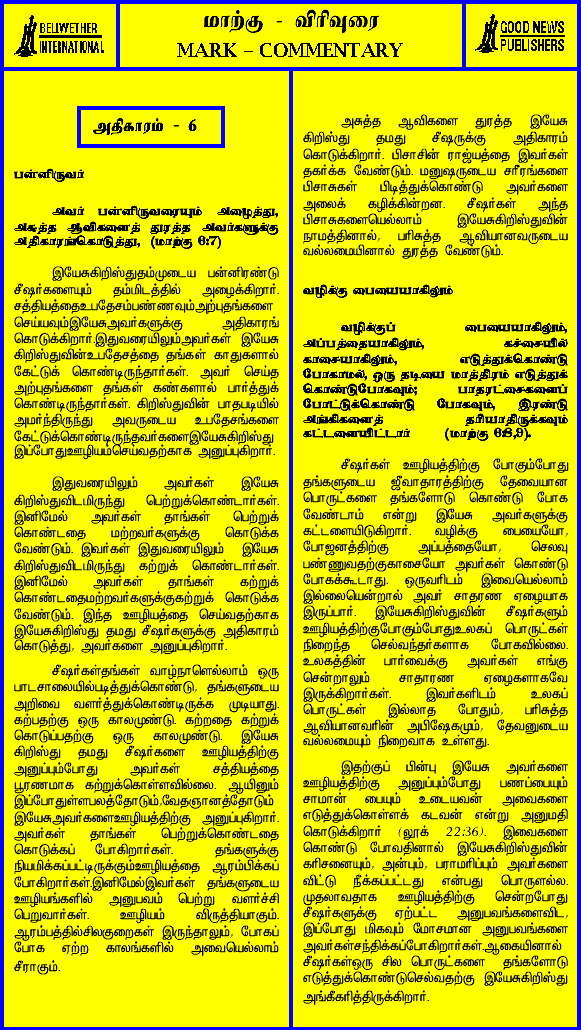 BELWETHER
INTERNATIONAL
மாற்கு - விரிவுரை
MARK – COMMENTARY
GOOD NEWS
PUBLISHERS
அதிகாரம் - 6
பன்னிருவர்
அவர் பன்னிருவரையும் அழைத்து,
அசுத்த ஆவிகளைத் துரத்த அவர்களுக்கு
அதிகாரங்கொடுத்து, (மாற்கு 6:7)
இயேசுகிறிஸ்துதம்முடைய பன்னிரண்டு
சீஷர்களையும் தம்மிடத்தில் அழைக்கிறார்.
சத்தியத்தைஉபதேசம்பண்ணவும்அற்புதங்களை
செய்யவும்இயேசுஅவர்களுக்கு அதிகாரங்
கொடுக்கிறார்.இதுவரையிலும்அவர்கள் இயேசு
கிறிஸ்துவின்உபதேசத்தை தங்கள் காதுகளால்
கேட்டுக் கொண்டிருந்தார்கள். அவர் செய்த
அற்புதங்களை தங்கள் கண்களால் பார்த்துக்
கொண்டிருந்தார்கள். கிறிஸ்துவின் பாதபடியில்
அமர்ந்திருந்து அவருடைய உபதேசங்களை
கேட்டுக்கொண்டிருந்தவர்களைஇயேசுகிறிஸ்து
இப்போதுஊழியம்செய்வதற்காக அனுப்புகிறார்.
இதுவரையிலும் அவர்கள் இயேசு
கிறிஸ்துவிடமிருந்து பெற்றுக்கொண்டார்கள்.
இனிமேல் அவர்கள் தாங்கள் பெற்றுக்
கொண்டதை மற்றவர்களுக்கு கொடுக்க
வேண்டும். இவர்கள் இதுவரையிலும் இயேசு
கிறிஸ்துவிடமிருந்து கற்றுக் கொண்டார்கள்.
இனிமேல் அவர்கள் தாங்கள் கற்றுக்
கொண்டதைமற்றவர்களுக்குகற்றுக் கொடுக்க
வேண்டும். இந்த ஊழியத்தை செய்வதற்காக
இயேசுகிறிஸ்து தமது சீஷர்களுக்கு அதிகாரம்
கொடுத்து, அவர்களை அனுப்புகிறார்.
சீஷர்கள்தங்கள் வாழ்நாளெல்லாம் ஒரு
பாடசாலையில்படித்துக்கொண்டு, தங்களுடைய
அறிவை வளர்த்துக்கொண்டிருக்க முடியாது.
கற்பதற்கு ஒரு காலமுண்டு. கற்றதை கற்றுக்
கொடுப்பதற்கு ஒரு காலமுண்டு. இயேசு
கிறிஸ்து தமது சீஷர்களை ஊழியத்திற்கு
அனுப்பும்போது அவர்கள் சத்தியத்தை
பூரணமாக கற்றுக்கொள்ளவில்லை. ஆயினும்
இப்போதுள்ளபலத்தோடும்,வேதஞானத்தோடும்
இயேசுஅவர்களைஊழியத்திற்கு அனுப்புகிறார்.
அவர்கள் தாங்கள் பெற்றுக்கொண்டதை
கொடுக்கப் போகிறார்கள். தங்களுக்கு
நியமிக்கப்பட்டிருக்கும்ஊழியத்தை ஆரம்பிக்கப்
போகிறார்கள்.இனிமேல்இவர்கள் தங்களுடைய
ஊழியங்களில் அனுபவம் பெற்று வளர்ச்சி
பெறுவார்கள். ஊழியம் விருத்தியாகும்.
ஆரம்பத்தில்சிலகுறைகள் இருந்தாலும், போகப்
போக ஏற்ற காலங்களில் அவையெல்லாம்
சீராகும்.
அசுத்த ஆவிகளை துரத்த இயேசு
கிறிஸ்து தமது சீஷருக்கு அதிகாரம்
கொடுக்கிறார். பிசாசின் ராஜ்யத்தை இவர்கள்
தகர்க்க வேண்டும். மனுஷருடைய சரீரங்களை
பிசாசுகள் பிடித்துக்கொண்டு அவர்களை
அலைக் கழிக்கின்றன. சீஷர்கள் அந்த
பிசாசுகளையெல்லாம் இயேசுகிறிஸ்துவின்
நாமத்தினால், பரிசுத்த ஆவியானவருடைய
வல்லமையினால் துரத்த வேண்டும்.
வழிக்கு பையையாகிலும்
வழிக்குப் பையையாகிலும்,
அப்பத்தையாகிலும், கச்சையில்
காசையாகிலும், எடுத்துக்கொண்டு
போகாமல், ஒரு தடியை மாத்திரம் எடுத்துக்
கொண்டுபோகவும்; பாதரட்சைகளைப்
போட்டுக்கொண்டு போகவும், இரண்டு
அங்கிகளைத் தரியாதிருக்கவும்
கட்டளையிட்டார் (மாற்கு 6:8,9).
சீஷர்கள் ஊழியத்திற்கு போகும்போது
தங்களுடைய ஜீவாதாரத்திற்கு தேவையான
பொருட்களை தங்களோடு கொண்டு போக
வேண்டாம் என்று இயேசு அவர்களுக்கு
கட்டளையிடுகிறார். வழிக்கு பையையோ,
போஜனத்திற்கு அப்பத்தையோ, செலவு
பண்ணுவதற்குகாசையோ அவர்கள் கொண்டு
போகக்கூடாது. ஒருவரிடம் இவையெல்லாம்
இல்லையென்றால் அவர் சாதரண ஏழையாக
இருப்பார். இயேசுகிறிஸ்துவின் சீஷர்களும்
ஊழியத்திற்குபோகும்போதுஉலகப் பொருட்கள்
நிறைந்த செல்வந்தர்களாக போகவில்லை.
உலகத்தின் பார்வைக்கு அவர்கள் எங்கு
சென்றாலும் சாதாரண ஏழைகளாகவே
இருக்கிறார்கள். இவர்களிடம் உலகப்
பொருட்கள் இல்லாத போதும், பரிசுத்த
ஆவியானவரின் அபிஷேகமும், தேவனுடைய
வல்லமையும் நிறைவாக உள்ளது.
இதற்குப் பின்பு இயேசு அவர்களை
ஊழியத்திற்கு அனுப்பும்போது பணப்பையும்
சாமான் பையும் உடையவன் அவைகளை
எடுத்துக்கொள்ளக் கடவன் என்று அனுமதி
கொடுக்கிறார் (லூக் 22:36). இவைகளை
கொண்டு போவதினால் இயேசுகிறிஸ்துவின்
கரிசனையும், அன்பும், பராமரிப்பும் அவர்களை
விட்டு நீக்கப்பட்டது என்பது பொருளல்ல.
முதலாவதாக ஊழியத்திற்கு சென்றபோது
சீஷர்களுக்கு ஏற்பட்ட அனுபவங்களைவிட,
இப்போது மிகவும் மோசமான அனுபவங்களை
அவர்கள்சந்திக்கப்போகிறார்கள்.ஆகையினால்
சீஷர்கள்ஒரு சில பொருட்களை தங்களோடு
எடுத்துக்கொண்டுசெல்வதற்கு இயேசுகிறிஸ்து
அங்கீகரித்திருக்கிறார்.